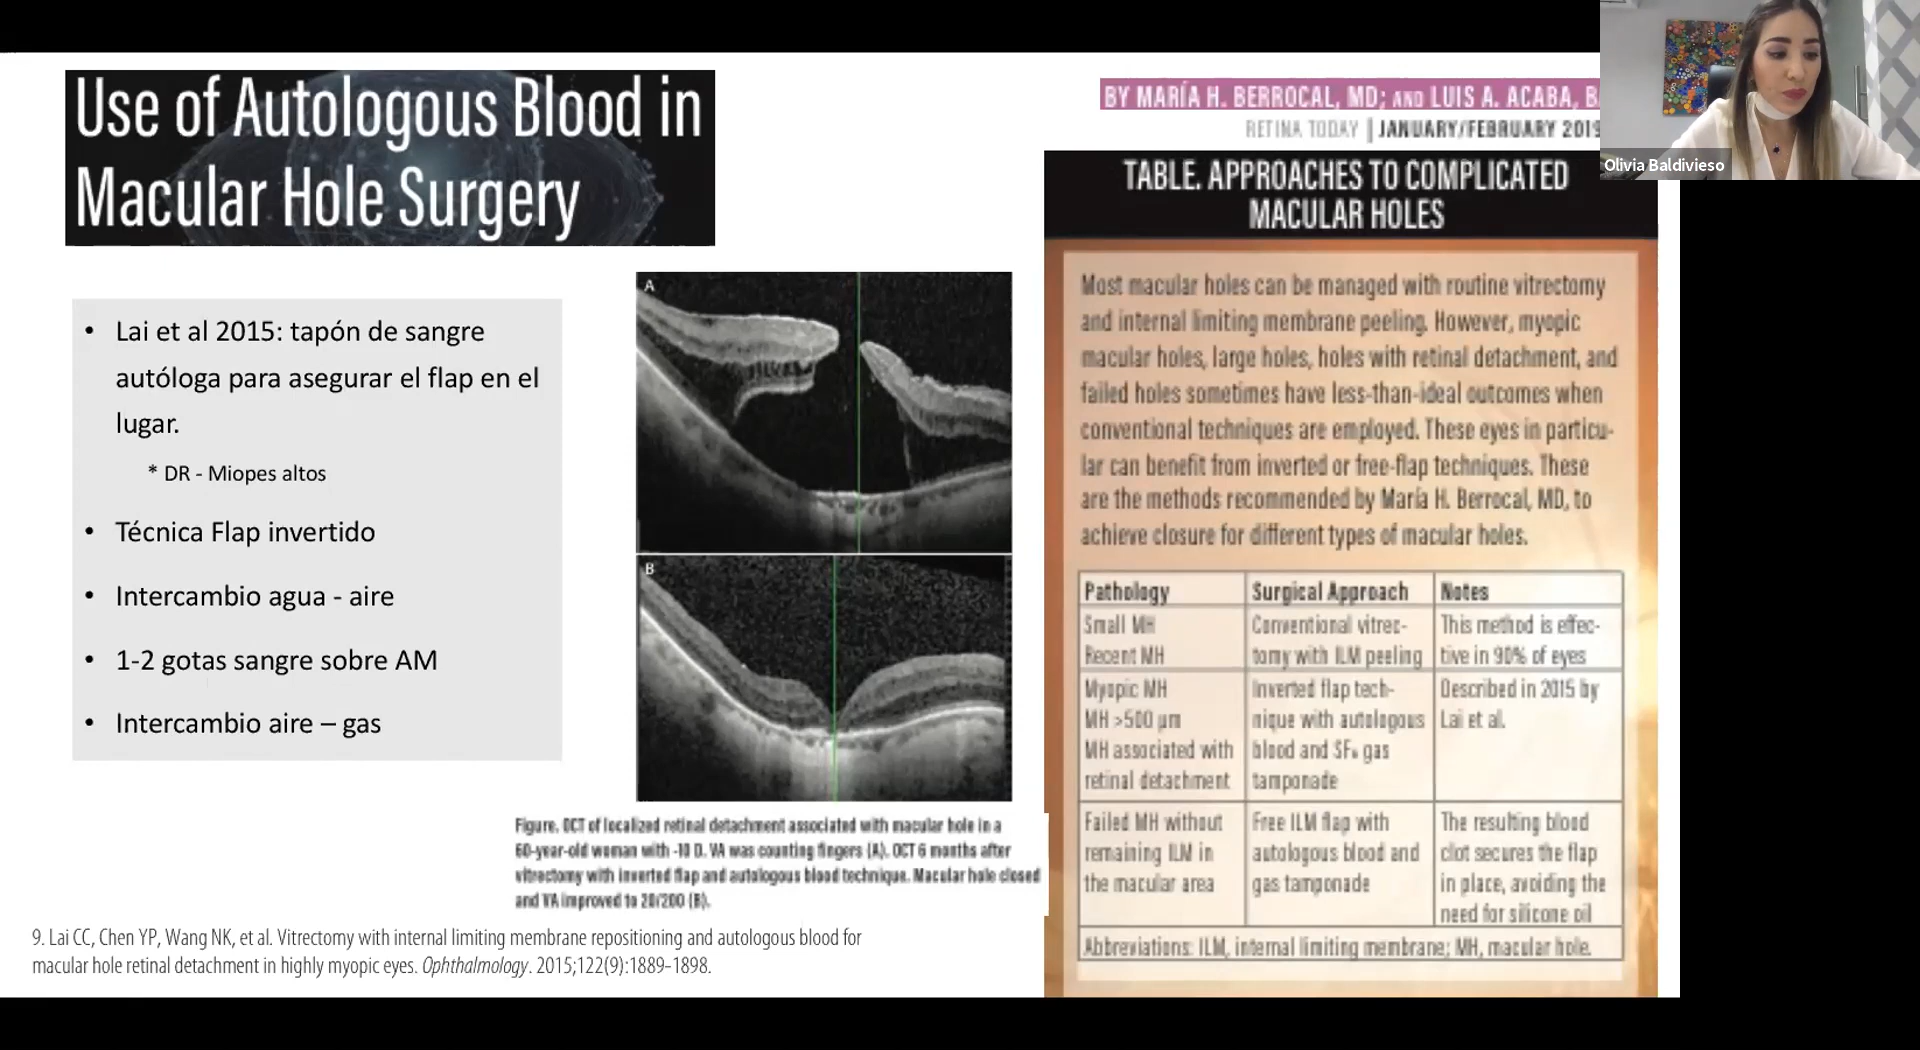 Use of Autologous Blood in
Macular Hole Surgery
• Lai et al 2015: tapón de sangre
autóloga para asegurar el flap en el
lugar.
* DR - Miopes altos
• Técnica Flap invertido
• Intercambio agua - aire
• 1-2 gotas sangre sobre AM
• Intercambio aire – gas
A
B
Figure. OCT of localized retinal detachment associated with macular hole in a
60-year-old woman with -10 D. VA was counting fingers (A). OCT 6 months after
vitrectomy with inverted flap and autologous blood technique. Macular hole closed
and VA improved to 20/200 (B).
9. Lai CC, Chen YP, Wang NK, et al. Vitrectomy with internal limiting membrane repositioning and autologous blood for
macular hole retinal detachment in highly myopic eyes. Ophthalmology. 2015;122(9):1889-1898.
BY MARÍA H. BERROCAL, MD; AND LUIS A. ACABA,
RETINA TODAY | JANUARY/FEBRUARY 2019
TABLE. APPROACHES TO COMPLICATED
MACULAR HOLES
Most macular holes can be managed with routine vitrectomy
and internal limiting membrane peeling. However, myopic
macular holes, large holes, holes with retinal detachment, and
failed holes sometimes have less-than-ideal outcomes when
conventional techniques are employed. These eyes in particu-
lar can benefit from inverted or free-flap techniques. These
are the methods recommended by María H. Berrocal, MD, to
achieve closure for different types of macular holes.
Pathology Surgical Approach Notes
Small MH Conventional vitrec- This method is effec-
Recent MH tomy with ILM peeling tive in 90% of eyes
Myopic MH Inverted flap tech- Described in 2015 by
MH >500 µm nique with autologous Lai et al.
MH associated with blood and SF₆ gas
retinal detachment tamponade
Failed MH without Free ILM flap with The resulting blood
remaining ILM in autologous blood and clot secures the flap
the macular area gas tamponade in place, avoiding the
need for silicone oil
Abbreviations: ILM, internal limiting membrane; MH, macular hole.
Olivia Baldivieso